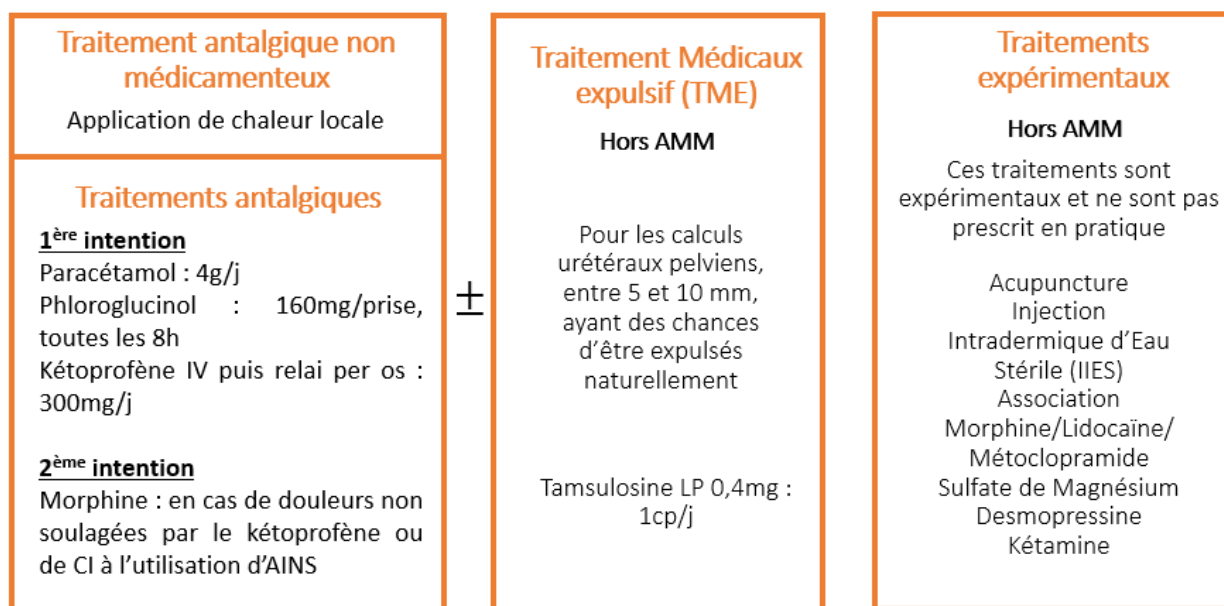 Traitement antalgique non
médicamenteux
Application de chaleur locale
Traitements antalgiques
1ère intention
Paracétamol : 4g/j
Phloroglucinol : 160mg/prise,
toutes les 8h
Kétoprofène IV puis relai per os :
300mg/j
2ème intention
Morphine : en cas de douleurs non
soulagées par le kétoprofène ou
de CI à l’utilisation d’AINS
±
Traitement Médicaux
expulsif (TME)
Hors AMM
Pour les calculs
urétéraux pelviens,
entre 5 et 10 mm,
ayant des chances
d’être expulsés
naturellement
Tamsulosine LP 0,4mg :
1cp/j
Traitements
expérimentaux
Hors AMM
Ces traitements sont
expérimentaux et ne sont pas
prescrit en pratique
Acupuncture
Injection
Intradermique d’Eau
Stérile (IIES)
Association
Morphine/Lidocaïne/
Métoclopramide
Sulfate de Magnésium
Desmopressine
Kétamine